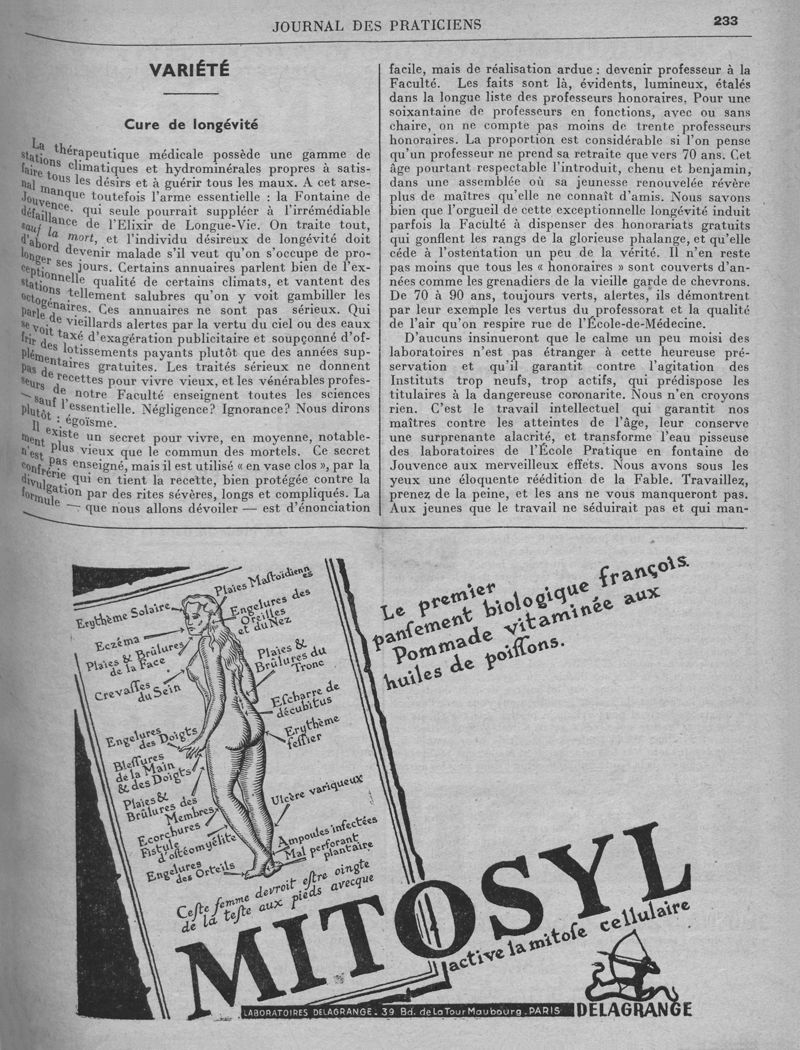 JOURNAL DES PRATICIENS
233
VARIÉTÉ
Cure de longévité
La thérapeutique médicale possède une gamme de
stations climatiques et hydrominérales propres à satis-
faire tous les désirs et à guérir tous les maux. A cet arse-
nal manque toutefois l'arme essentielle : la Fontaine de
Jouvence, qui seule pourrait suppléer à l'irrémédiable
défaillance de l'Elixir de Longue-Vie. On traite tout,
sauf la mort, et l'individu désireux de longévité doit
d'abord devenir malade s'il veut qu'on s'occupe de pro-
longer ses jours. Certains annuaires parlent bien de l'ex-
ceptionnelle qualité de certains climats, et vantent des
stations tellement salubres qu'on y voit gambiller les
octogénaires. Ces annuaires ne sont pas sérieux. Qui
parle de vieillards alertes par la vertu du ciel ou des eaux
se voit taxé d'exagération publicitaire et soupçonné d'of-
frir des lotissements payants plutôt que des années sup-
plémentaires gratuites. Les traités sérieux ne donnent
pas de recettes pour vivre vieux, et les vénérables profes-
seurs de notre Faculté enseignent toutes les sciences
— sauf l'essentielle. Négligence? Ignorance? Nous dirons
plutôt : égoïsme.
Il existe un secret pour vivre, en moyenne, notable-
ment plus vieux que le commun des mortels. Ce secret
n'est pas enseigné, mais il est utilisé « en vase clos », par la
confrérie qui en tient la recette, bien protégée contre la
divulgation par des rites sévères, longs et compliqués. La
formule — que nous allons dévoiler — est d'énonciation
facile, mais de réalisation ardue : devenir professeur à la
Faculté. Les faits sont là, évidents, lumineux, étalés
dans la longue liste des professeurs honoraires. Pour une
soixantaine de professeurs en fonctions, avec ou sans
chaire, on ne compte pas moins de trente professeurs
honoraires. La proportion est considérable si l'on pense
qu'un professeur ne prend sa retraite que vers 70 ans. Cet
âge pourtant respectable l'introduit, chenu et benjamin,
dans une assemblée où sa jeunesse renouvelée révère
plus de maîtres qu'elle ne connaît d'amis. Nous savons
bien que l'orgueil de cette exceptionnelle longévité induit
parfois la Faculté à dispenser des honorariats gratuits
qui gonflent les rangs de la glorieuse phalange, et qu'elle
cède à l'ostentation un peu de la vérité. Il n'en reste
pas moins que tous les « honoraires » sont couverts d'an-
nées comme les grenadiers de la vieille garde de chevrons.
De 70 à 90 ans, toujours verts, alertes, ils démontrent
par leur exemple les vertus du professorat et la qualité
de l'air qu'on respire rue de l'École-de-Médecine.
D'aucuns insinueront que le calme un peu moisi des
laboratoires n'est pas étranger à cette heureuse pré-
servation et qu'il garantit contre l'agitation des
Instituts trop neufs, trop actifs, qui prédispose les
titulaires à la dangereuse coronarite. Nous n'en croyons
rien. C'est le travail intellectuel qui garantit nos
maîtres contre les atteintes de l'âge, leur conserve
une surprenante alacrité, et transforme l'eau pisseuse
des laboratoires de l'École Pratique en fontaine de
Jouvence aux merveilleux effets. Nous avons sous les
yeux une éloquente réédition de la Fable. Travaillez,
prenez de la peine, et les ans ne vous manqueront pas.
Aux jeunes que le travail ne séduirait pas et qui man-
Erythème Solaire
Eczéma
Plaies & Brûlures
de la Face
Crevaſſes
du Sein
Engelures
des Doigts
Bleſſures
de la Main
& des Doigts
Plaies &
Brûlures des
Membres
Ecorchures
Fistule
d'oſtéomyélite
Engelures
des Orteils
Plaies Maſtoïdiennes
Engelures des
Oreilles
et du Nez
Plaies &
Brûlures du
Tronc
Eſcharre de
décubitus
Erythème
feſſier
Ulcère variqueux
Ampoules infectées
Mal perforant
plantaire
Ceſte femme devroit eſtre oingte
de la teſte aux pieds avecque
Le premier
panſement biologique françois.
Pommade vitaminée aux
huiles de poiſſons.
MITOSYL
active la mitoſe cellulaire
LABORATOIRES DELAGRANGE. 39 Bd. de La Tour Maubourg. PARIS
DELAGRANGE